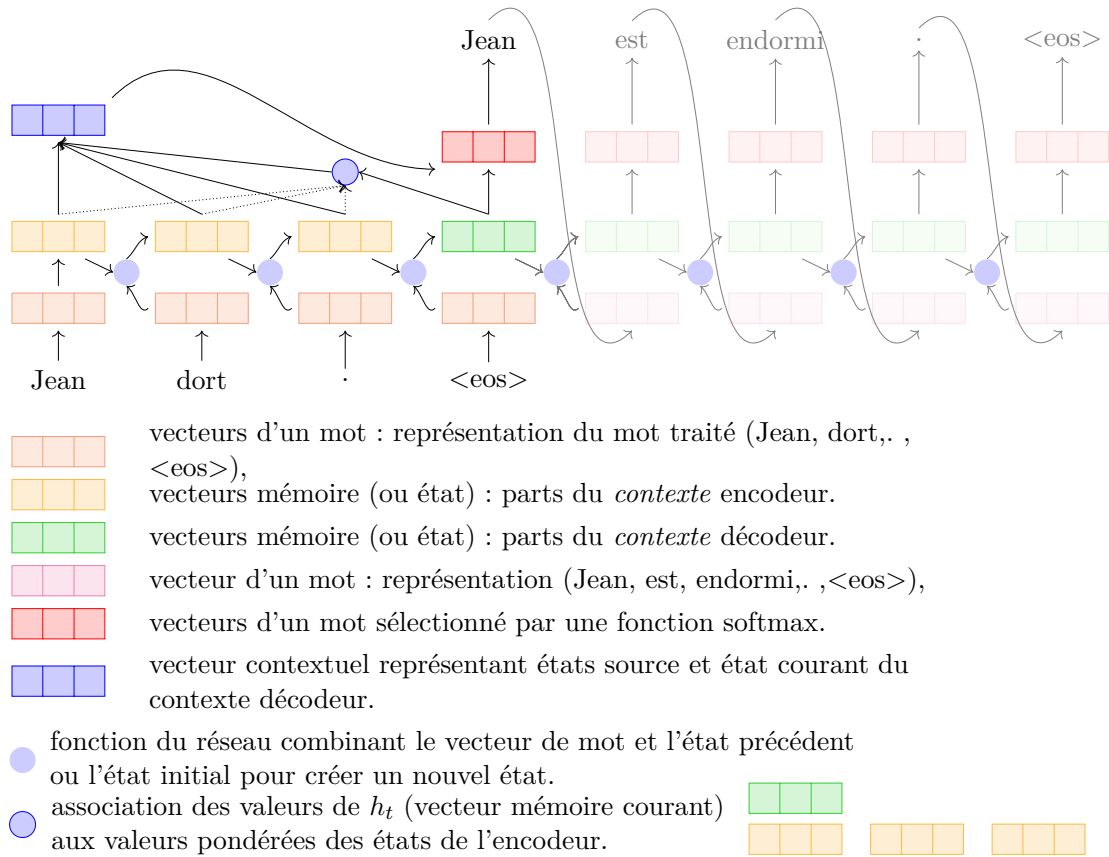 Jean est endormi . <eos>
Jean dort . <eos>
vecteurs d'un mot : représentation du mot traité (Jean, dort,. ,
<eos>),
vecteurs mémoire (ou état) : parts du contexte encodeur.
vecteurs mémoire (ou état) : parts du contexte décodeur.
vecteur d'un mot : représentation (Jean, est, endormi,. ,<eos>),
vecteurs d'un mot sélectionné par une fonction softmax.
vecteur contextuel représentant états source et état courant du
contexte décodeur.
fonction du réseau combinant le vecteur de mot et l'état précédent
ou l'état initial pour créer un nouvel état.
association des valeurs de h_t (vecteur mémoire courant)
aux valeurs pondérées des états de l'encodeur.